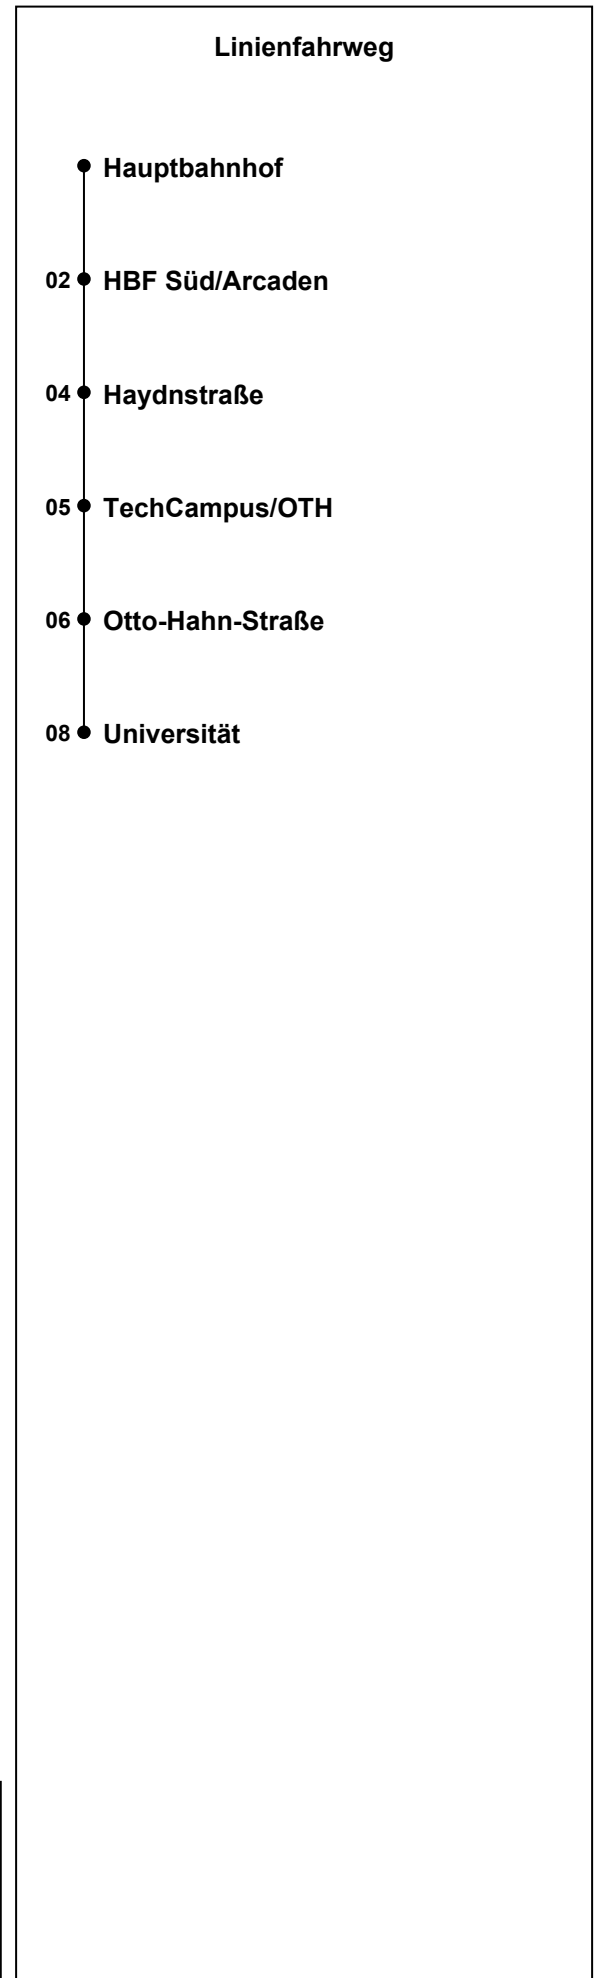 Linienfahrweg
Hauptbahnhof
02 HBF Süd/Arcaden
04 Haydnstraße
05 TechCampus/OTH
06 Otto-Hahn-Straße
08 Universität